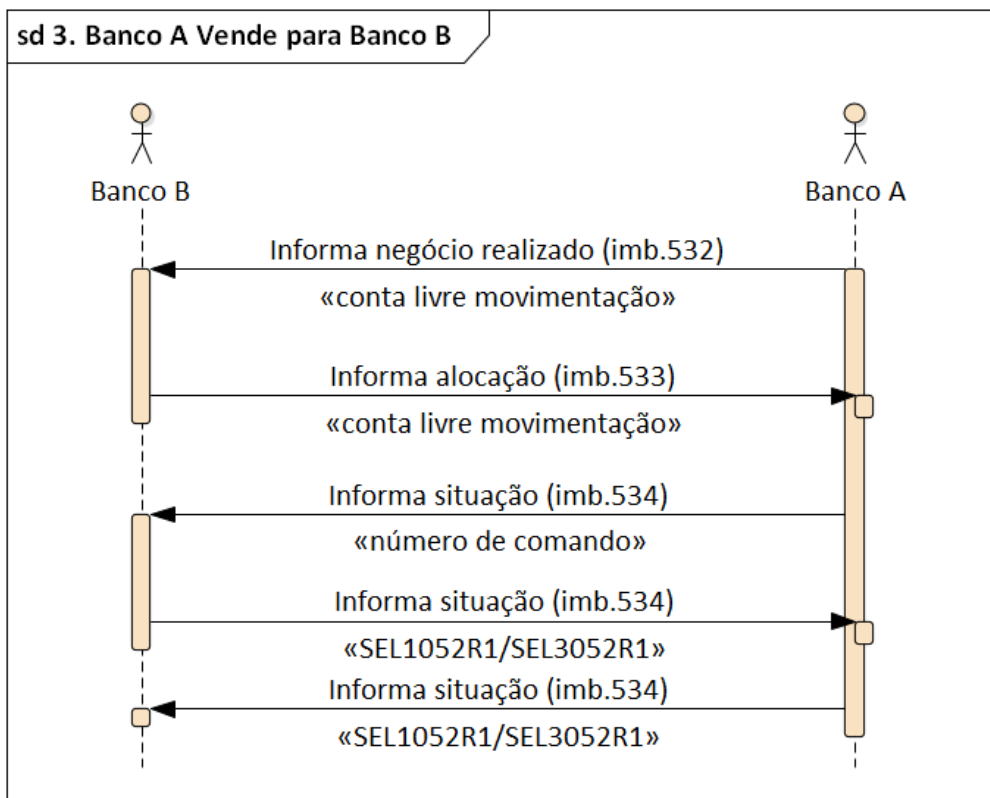 sd 3. Banco A Vende para Banco B
Banco B
Banco A
Informa negócio realizado (imb.532)
«conta livre movimentação»
Informa alocação (imb.533)
«conta livre movimentação»
Informa situação (imb.534)
«número de comando»
Informa situação (imb.534)
«SEL1052R1/SEL3052R1»
Informa situação (imb.534)
«SEL1052R1/SEL3052R1»